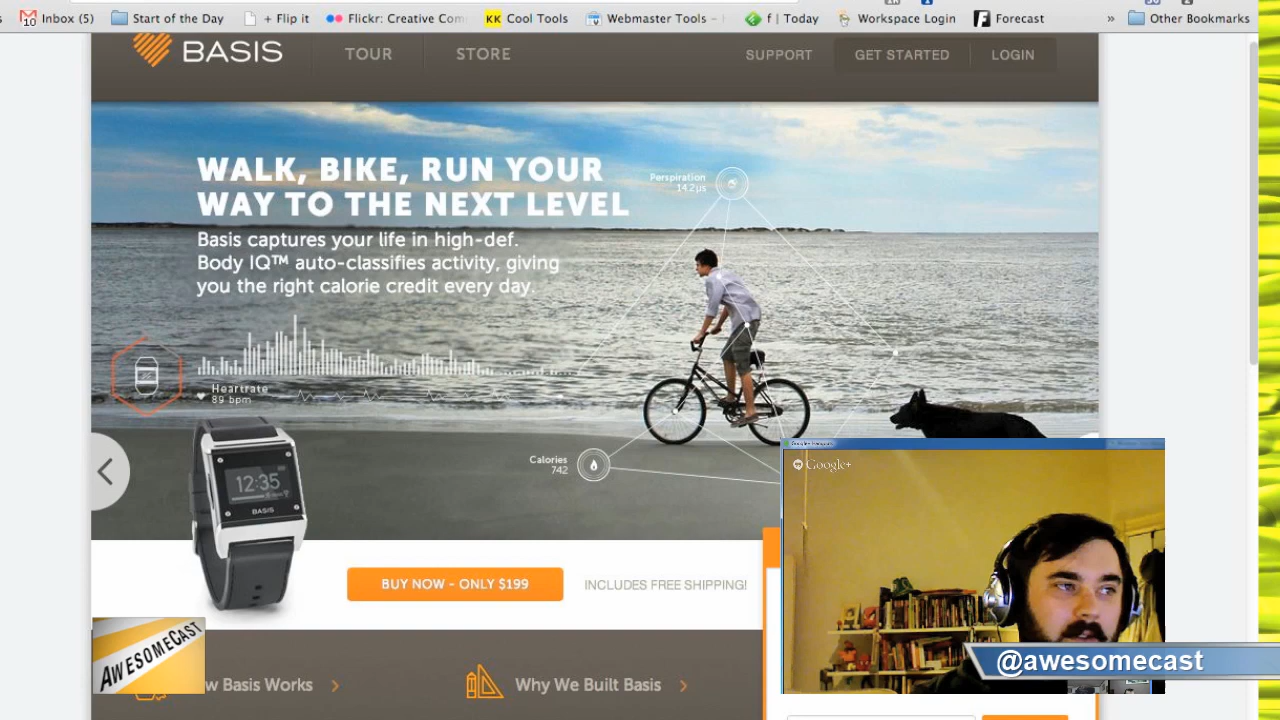 Inbox (5) Start of the Day + Flip it Flickr: Creative Com KK Cool Tools Webmaster Tools - f | Today Workspace Login Forecast » Other Bookmarks
10
BASIS TOUR STORE SUPPORT GET STARTED LOGIN
WALK, BIKE, RUN YOUR
WAY TO THE NEXT LEVEL
Basis captures your life in high-def.
Body IQ™ auto-classifies activity, giving
you the right calorie credit every day.
Perspiration
14.2µs
Heartrate
89 bpm
Calories
742
12:35
BASIS
BUY NOW - ONLY $199 INCLUDES FREE SHIPPING!
AWESOMECAST
w Basis Works
Why We Built Basis
Google+
@awesomecast